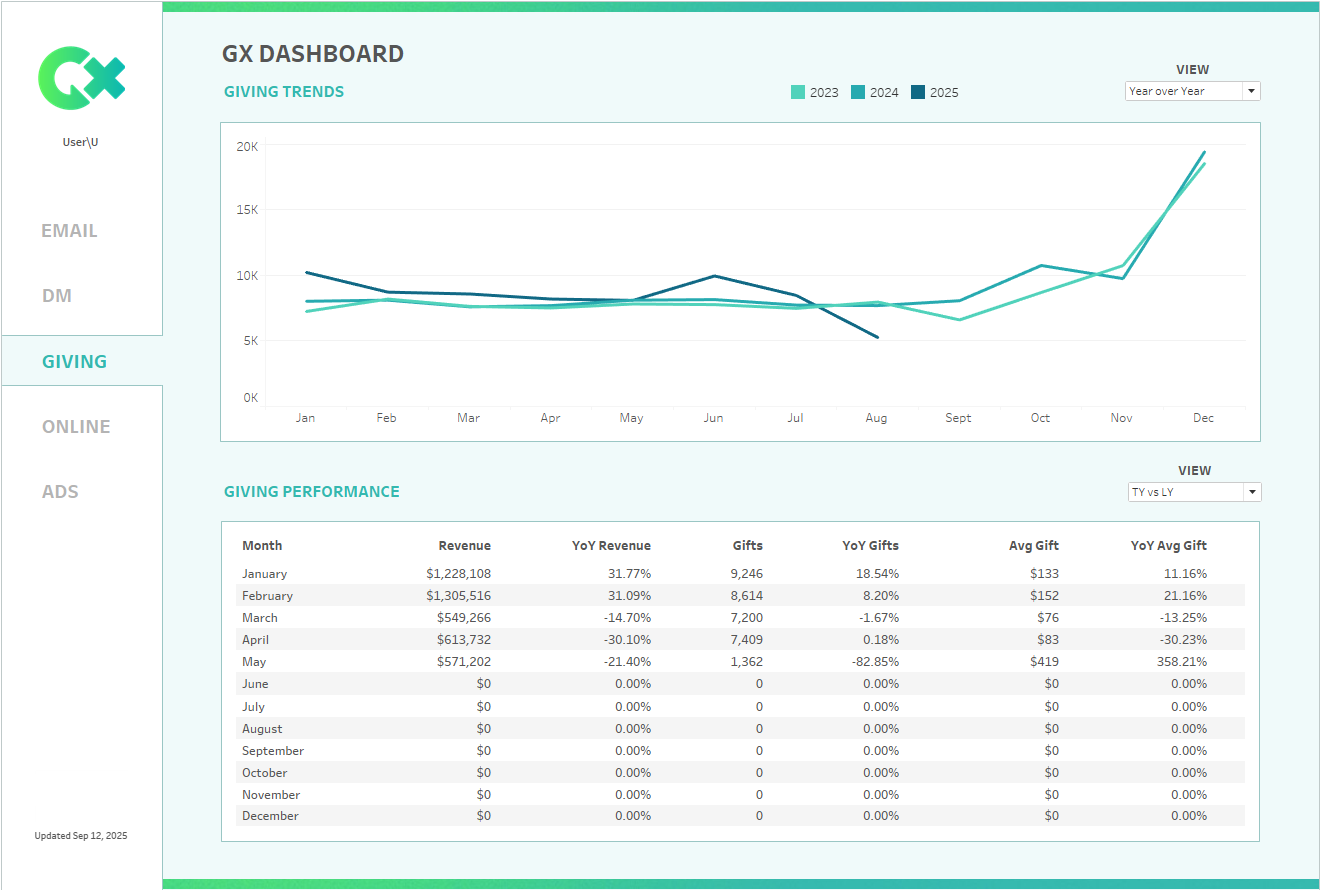 GX
User\U
EMAIL
DM
GIVING
ONLINE
ADS
Updated Sep 12, 2025
GX DASHBOARD
GIVING TRENDS
2023 2024 2025
VIEW
Year over Year
20K
15K
10K
5K
0K
Jan Feb Mar Apr May Jun Jul Aug Sept Oct Nov Dec
GIVING PERFORMANCE
VIEW
TY vs LY
Month Revenue YoY Revenue Gifts YoY Gifts Avg Gift YoY Avg Gift
January $1,228,108 31.77% 9,246 18.54% $133 11.16%
February $1,305,516 31.09% 8,614 8.20% $152 21.16%
March $549,266 -14.70% 7,200 -1.67% $76 -13.25%
April $613,732 -30.10% 7,409 0.18% $83 -30.23%
May $571,202 -21.40% 1,362 -82.85% $419 358.21%
June $0 0.00% 0 0.00% $0 0.00%
July $0 0.00% 0 0.00% $0 0.00%
August $0 0.00% 0 0.00% $0 0.00%
September $0 0.00% 0 0.00% $0 0.00%
October $0 0.00% 0 0.00% $0 0.00%
November $0 0.00% 0 0.00% $0 0.00%
December $0 0.00% 0 0.00% $0 0.00%